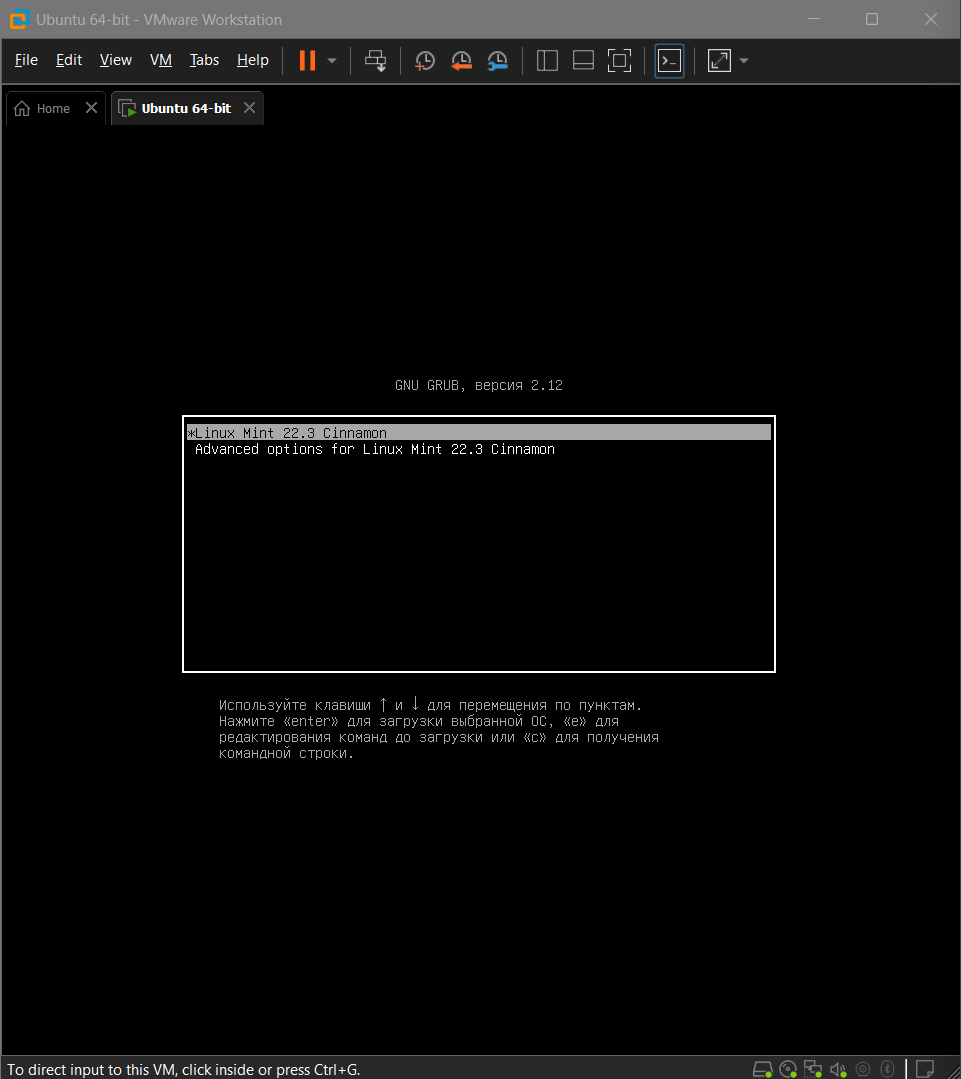 Ubuntu 64-bit - VMware Workstation
File Edit View VM Tabs Help
Home Ubuntu 64-bit
GNU GRUB, версия 2.12
*Linux Mint 22.3 Cinnamon
Advanced options for Linux Mint 22.3 Cinnamon
Используйте клавиши ↑ и ↓ для перемещения по пунктам.
Нажмите «enter» для загрузки выбранной ОС, «e» для
редактирования команд до загрузки или «c» для получения
командной строки.
To direct input to this VM, click inside or press Ctrl+G.